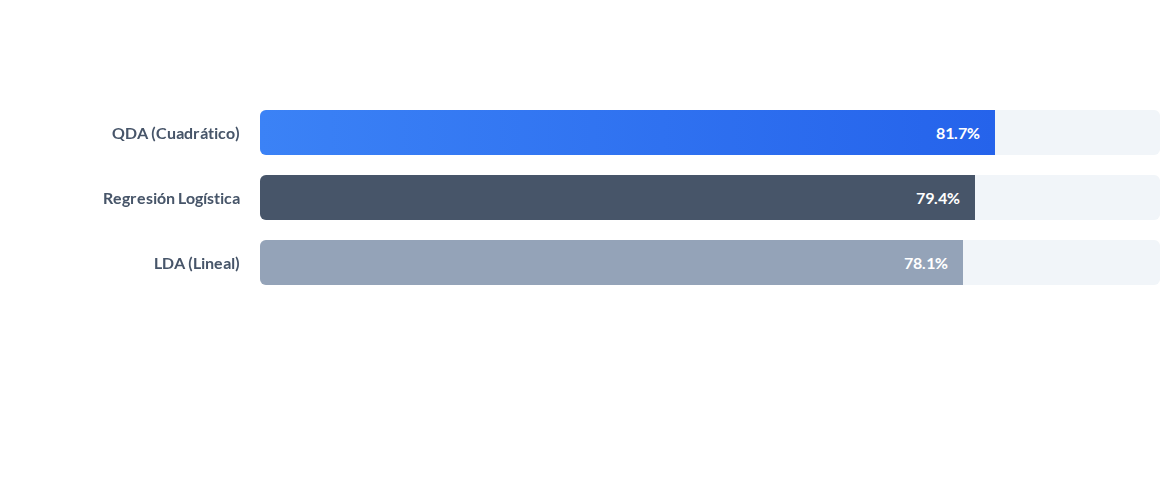 QDA (Cuadrático)
81.7%
Regresión Logística
79.4%
LDA (Lineal)
78.1%